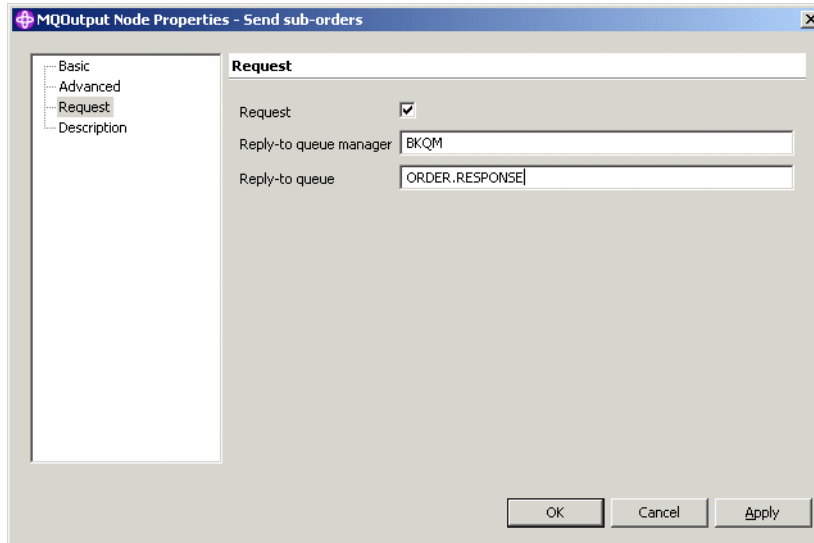 MQOutput Node Properties - Send sub-orders
Basic
Advanced
Request
Description
Request
Request
Reply-to queue manager BKQM
Reply-to queue ORDER.RESPONSE
OK Cancel Apply